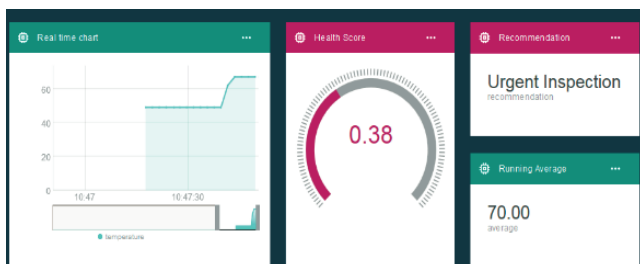 Real time chart
60
40
20
0
10:47
10:47:30
temperature
Health Score
0.38
Recommendation
Urgent Inspection
recommendation
Running Average
70.00
average